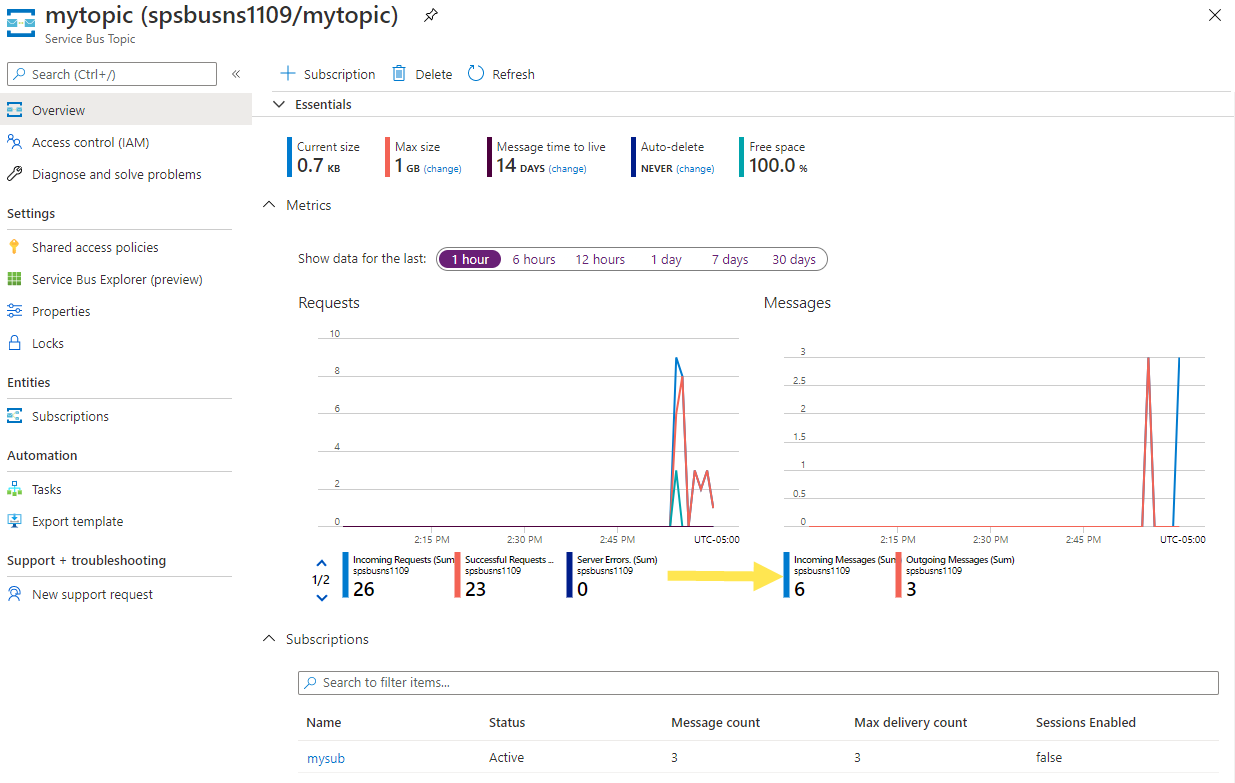 mytopic (spsbusns1109/mytopic)
Service Bus Topic
Search (Ctrl+/)
«
Overview
Access control (IAM)
Diagnose and solve problems
Settings
Shared access policies
Service Bus Explorer (preview)
Properties
Locks
Entities
Subscriptions
Automation
Tasks
Export template
Support + troubleshooting
New support request
Subscription Delete Refresh
Essentials
Current size
0.7 KB
Max size
1 GB (change)
Message time to live
14 DAYS (change)
Auto-delete
NEVER (change)
Free space
100.0 %
Metrics
Show data for the last: 1 hour 6 hours 12 hours 1 day 7 days 30 days
Requests
10
8
6
4
2
0
2:15 PM 2:30 PM 2:45 PM UTC-05:00
1/2
Incoming Requests (Sum)
spsbusns1109
26
Successful Requests ...
spsbusns1109
23
Server Errors. (Sum)
spsbusns1109
0
Messages
3
2.5
2
1.5
1
0.5
0
2:15 PM 2:30 PM 2:45 PM UTC-05:00
Incoming Messages (Sum
spsbusns1109
6
Outgoing Messages (Sum)
spsbusns1109
3
Subscriptions
Search to filter items...
Name Status Message count Max delivery count Sessions Enabled
mysub Active 3 3 false